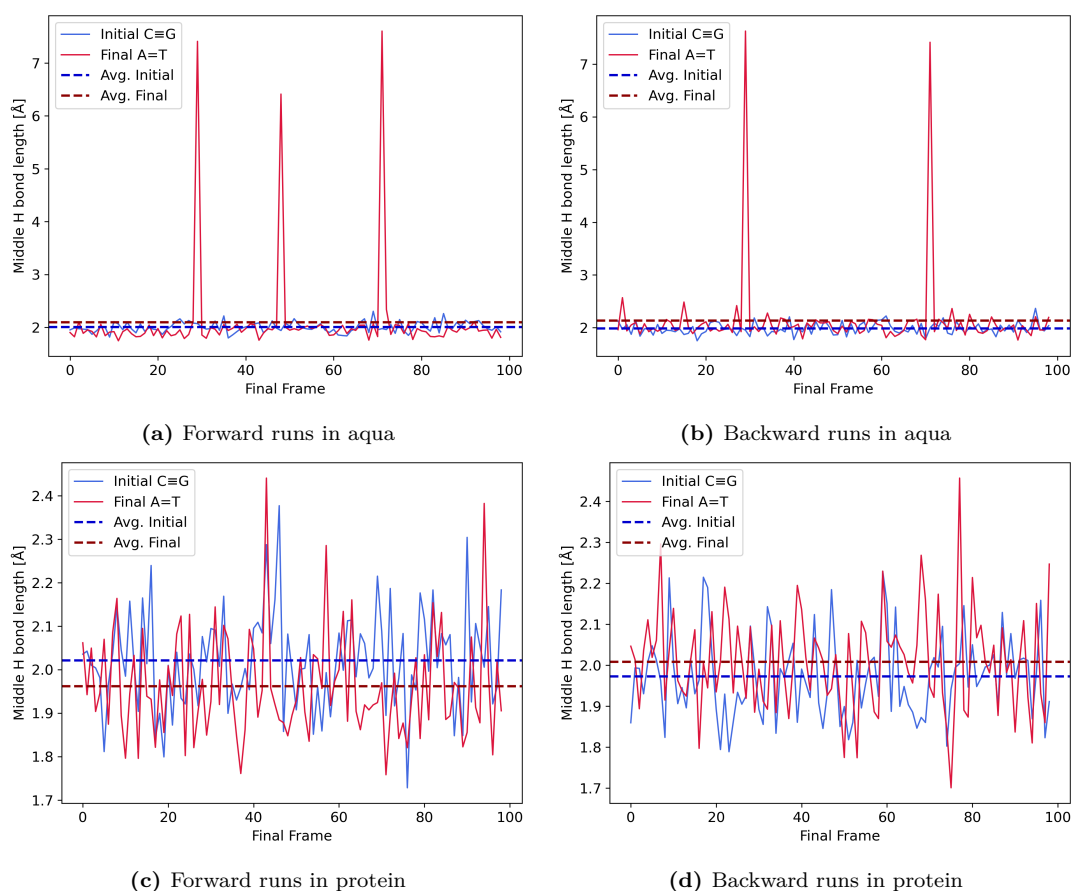 Initial C≡G
Final A=T
Avg. Initial
Avg. Final
Middle H bond length [Å]
7
6
5
4
3
2
0 20 40 60 80 100
Final Frame
(a) Forward runs in aqua
Initial C≡G
Final A=T
Avg. Initial
Avg. Final
Middle H bond length [Å]
7
6
5
4
3
2
0 20 40 60 80 100
Final Frame
(b) Backward runs in aqua
Initial C≡G
Final A=T
Avg. Initial
Avg. Final
Middle H bond length [Å]
2.4
2.3
2.2
2.1
2.0
1.9
1.8
1.7
0 20 40 60 80 100
Final Frame
(c) Forward runs in protein
Initial C≡G
Final A=T
Avg. Initial
Avg. Final
Middle H bond length [Å]
2.4
2.3
2.2
2.1
2.0
1.9
1.8
1.7
0 20 40 60 80 100
Final Frame
(d) Backward runs in protein